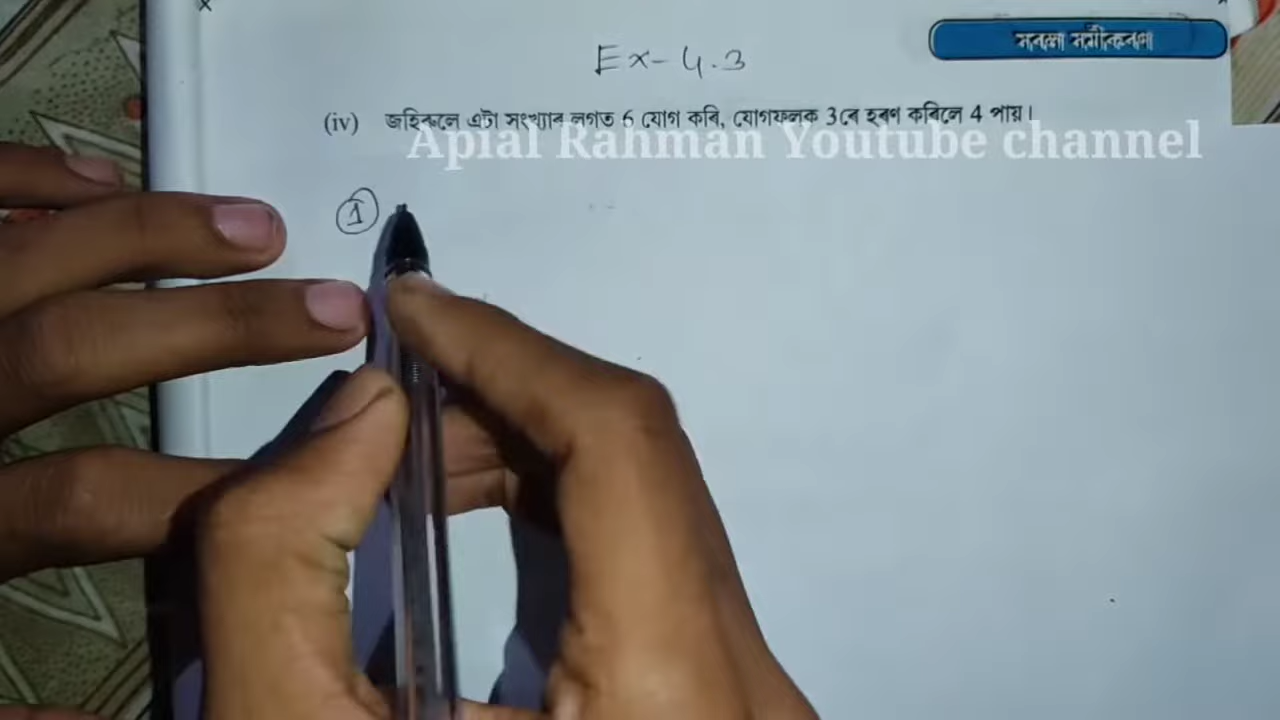 সৰল সমীকৰণ
Ex-4.3
(iv) জহিৰুলে এটা সংখ্যাৰ লগত 6 যোগ কৰি, যোগফলক 3ৰে হৰণ কৰিলে 4 পায়।
Apial Rahman Youtube channel
1